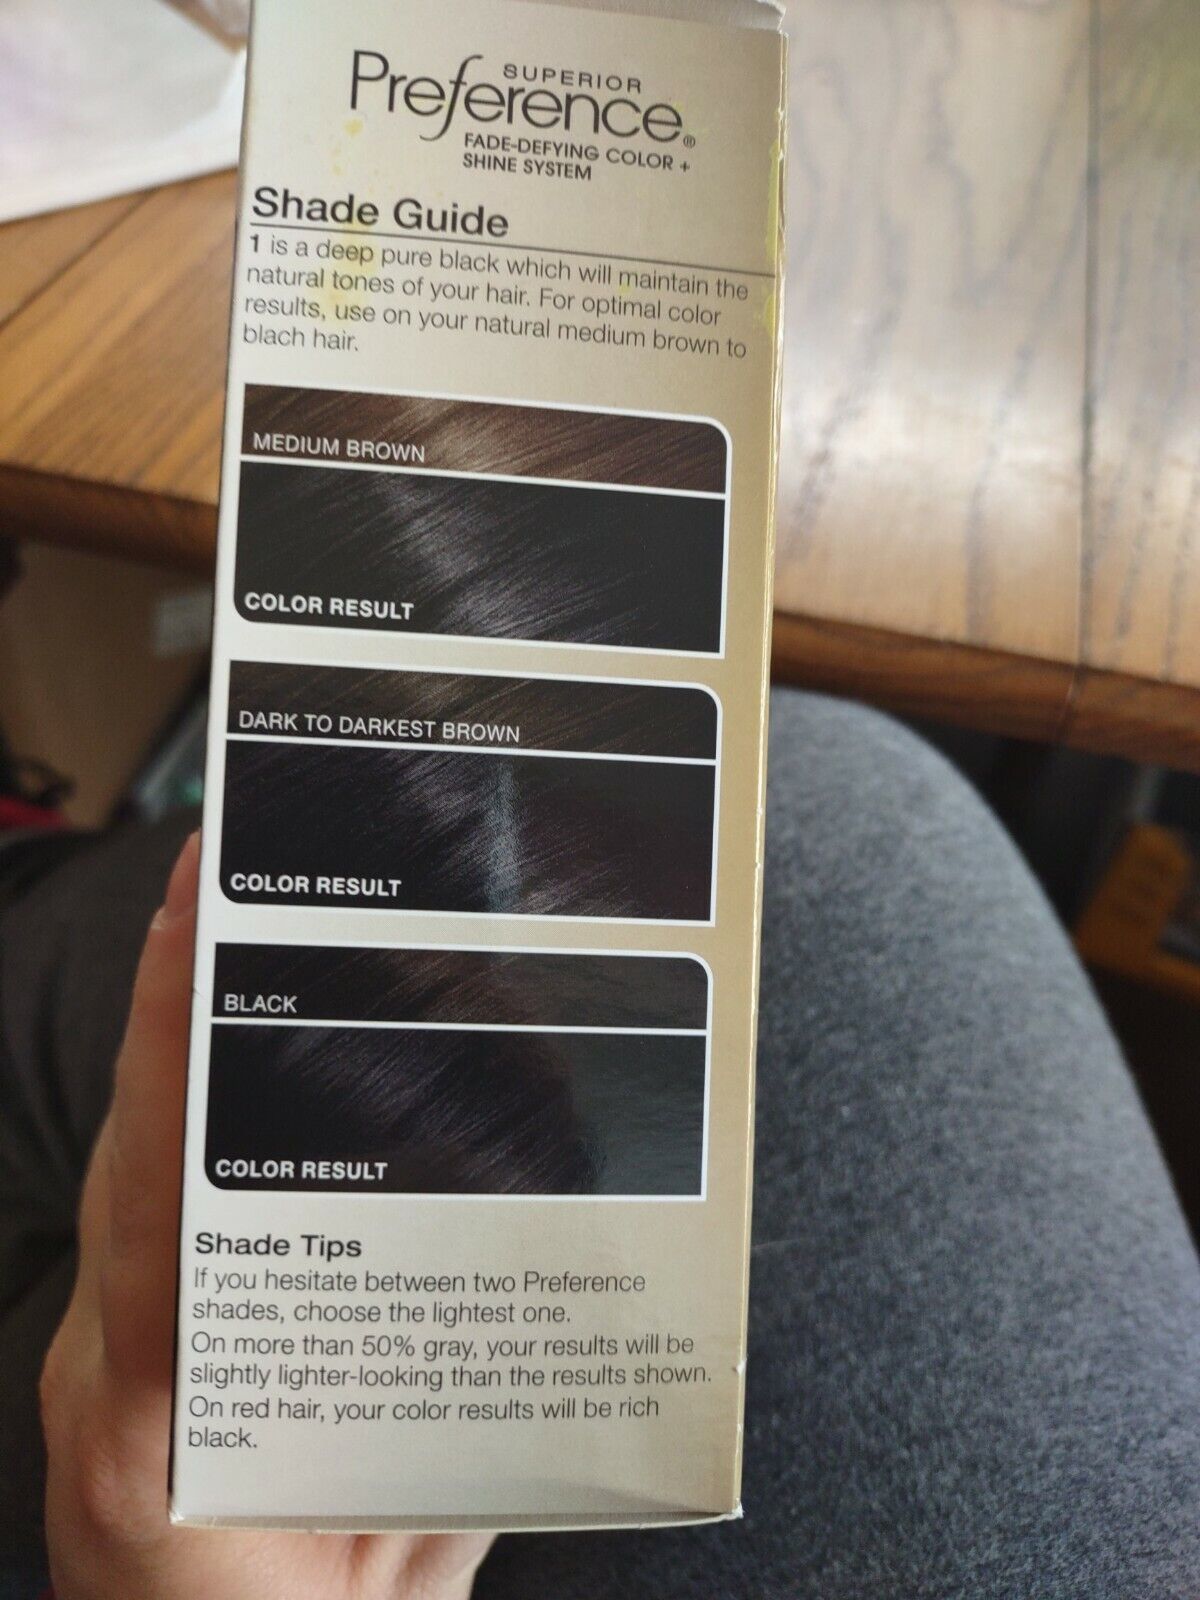 SUPERIOR
Preference®
FADE-DEFYING COLOR +
SHINE SYSTEM
Shade Guide
1 is a deep pure black which will maintain the
natural tones of your hair. For optimal color
results, use on your natural medium brown to
blach hair.
MEDIUM BROWN
COLOR RESULT
DARK TO DARKEST BROWN
COLOR RESULT
BLACK
COLOR RESULT
Shade Tips
If you hesitate between two Preference
shades, choose the lightest one.
On more than 50% gray, your results will be
slightly lighter-looking than the results shown.
On red hair, your color results will be rich
black.